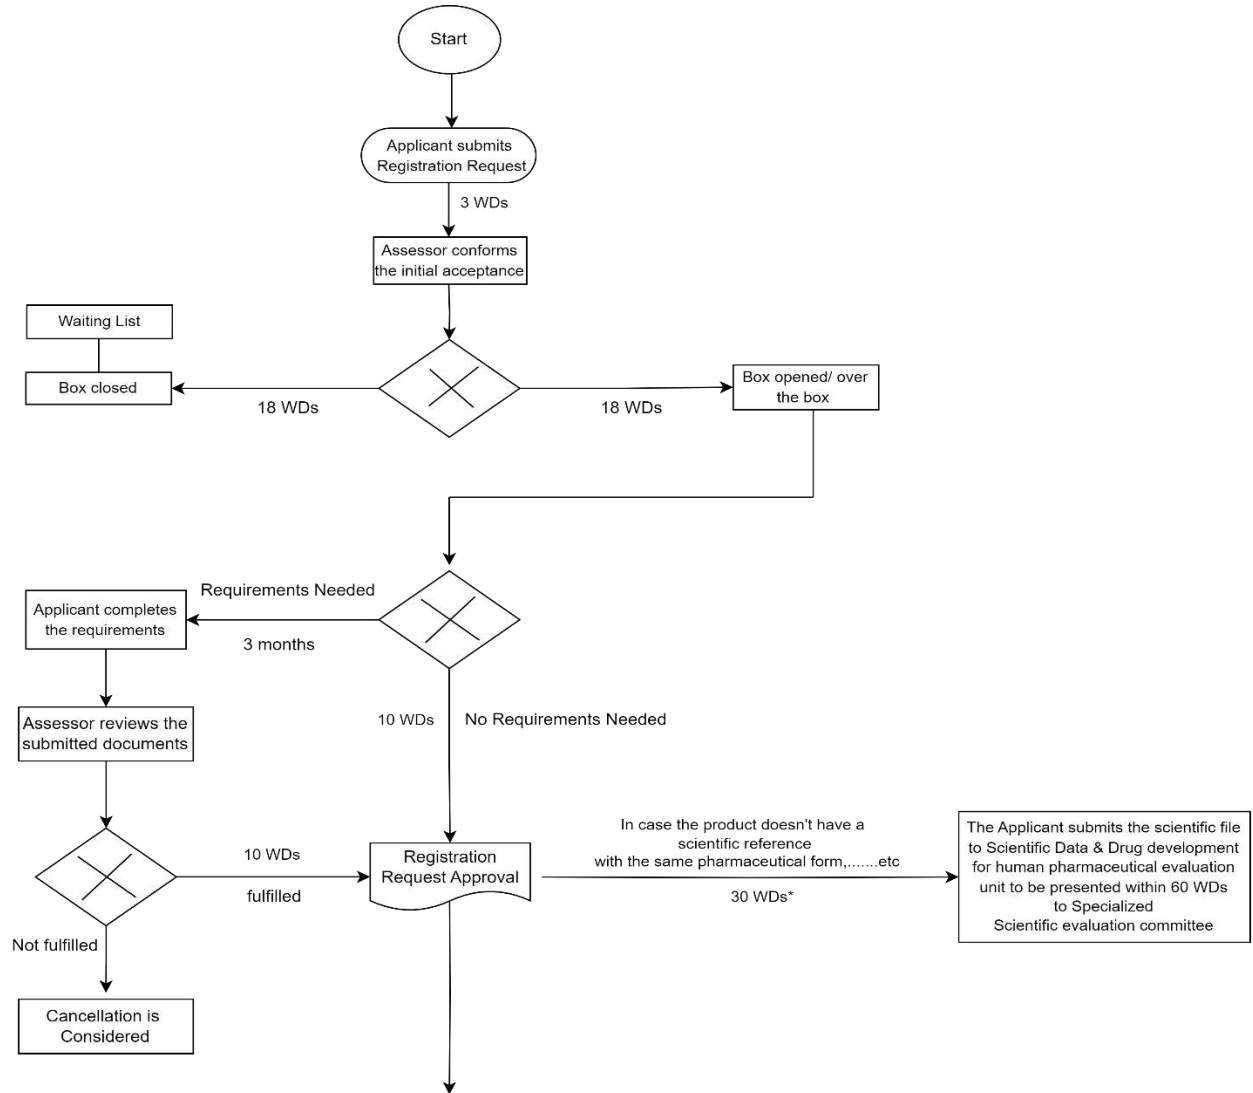 Start
Applicant submits
Registration Request
3 WDs
Assessor conforms
the initial acceptance
Waiting List
Box closed
18 WDs
18 WDs
Box opened/ over
the box
Requirements Needed
Applicant completes
the requirements
3 months
10 WDs
No Requirements Needed
Assessor reviews the
submitted documents
10 WDs
fulfilled
Registration
Request Approval
In case the product doesn't have a
scientific reference
with the same pharmaceutical form,.......etc
30 WDs*
The Applicant submits the scientific file
to Scientific Data & Drug development
for human pharmaceutical evaluation
unit to be presented within 60 WDs
to Specialized
Scientific evaluation committee
Not fulfilled
Cancellation is
Considered